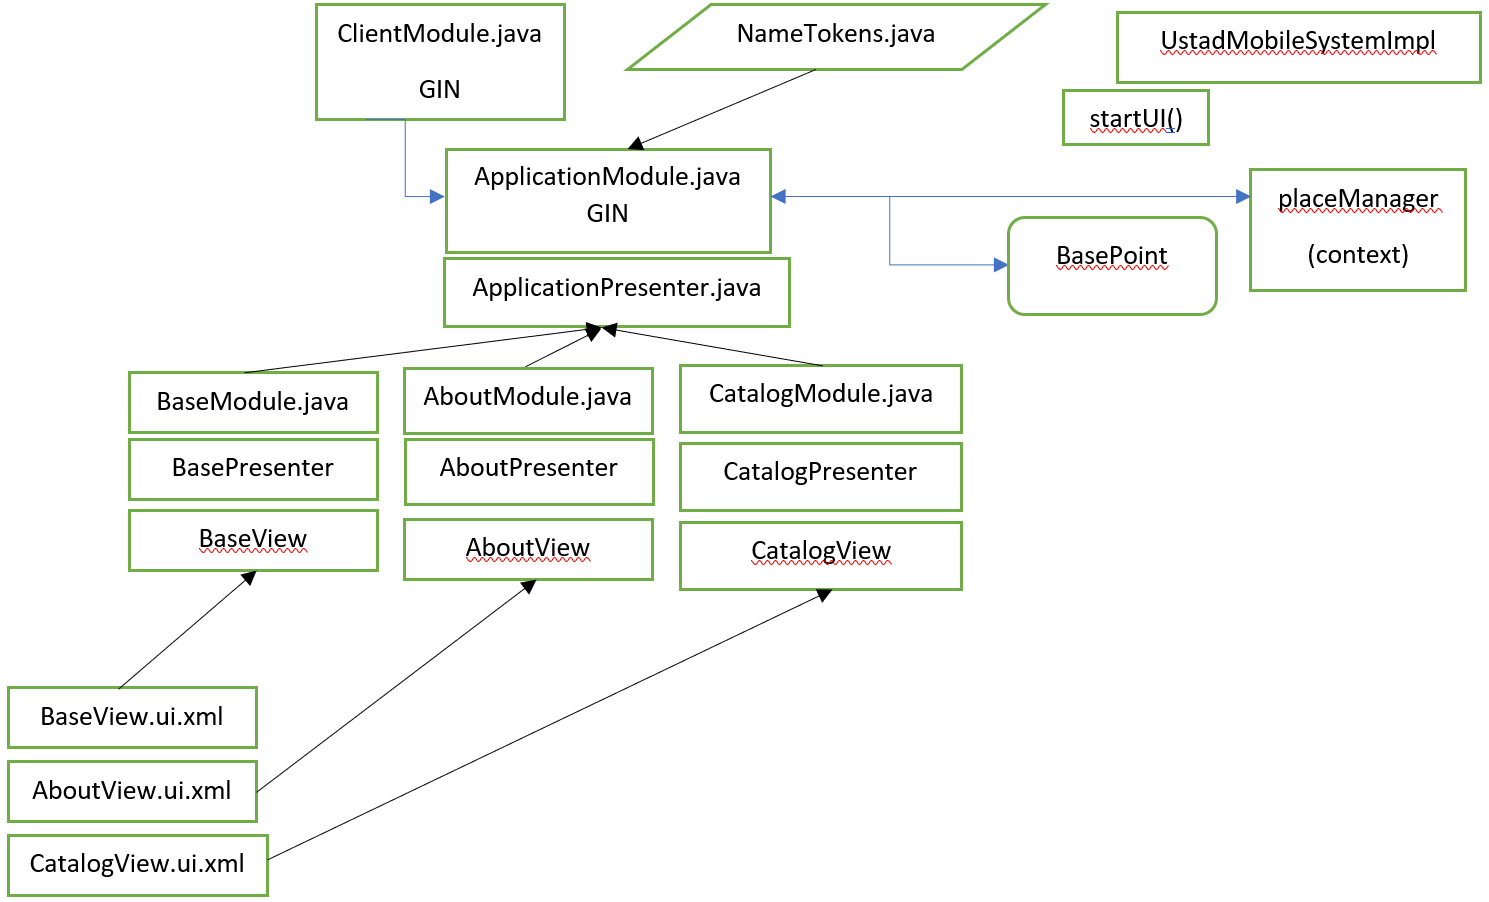 ClientModule.java
GIN
NameTokens.java
UstadMobileSystemImpl
startUI()
ApplicationModule.java
GIN
placeManager
(context)
BasePoint
ApplicationPresenter.java
BaseModule.java
AboutModule.java
CatalogModule.java
BasePresenter
AboutPresenter
CatalogPresenter
BaseView
AboutView
CatalogView
BaseView.ui.xml
AboutView.ui.xml
CatalogView.ui.xml